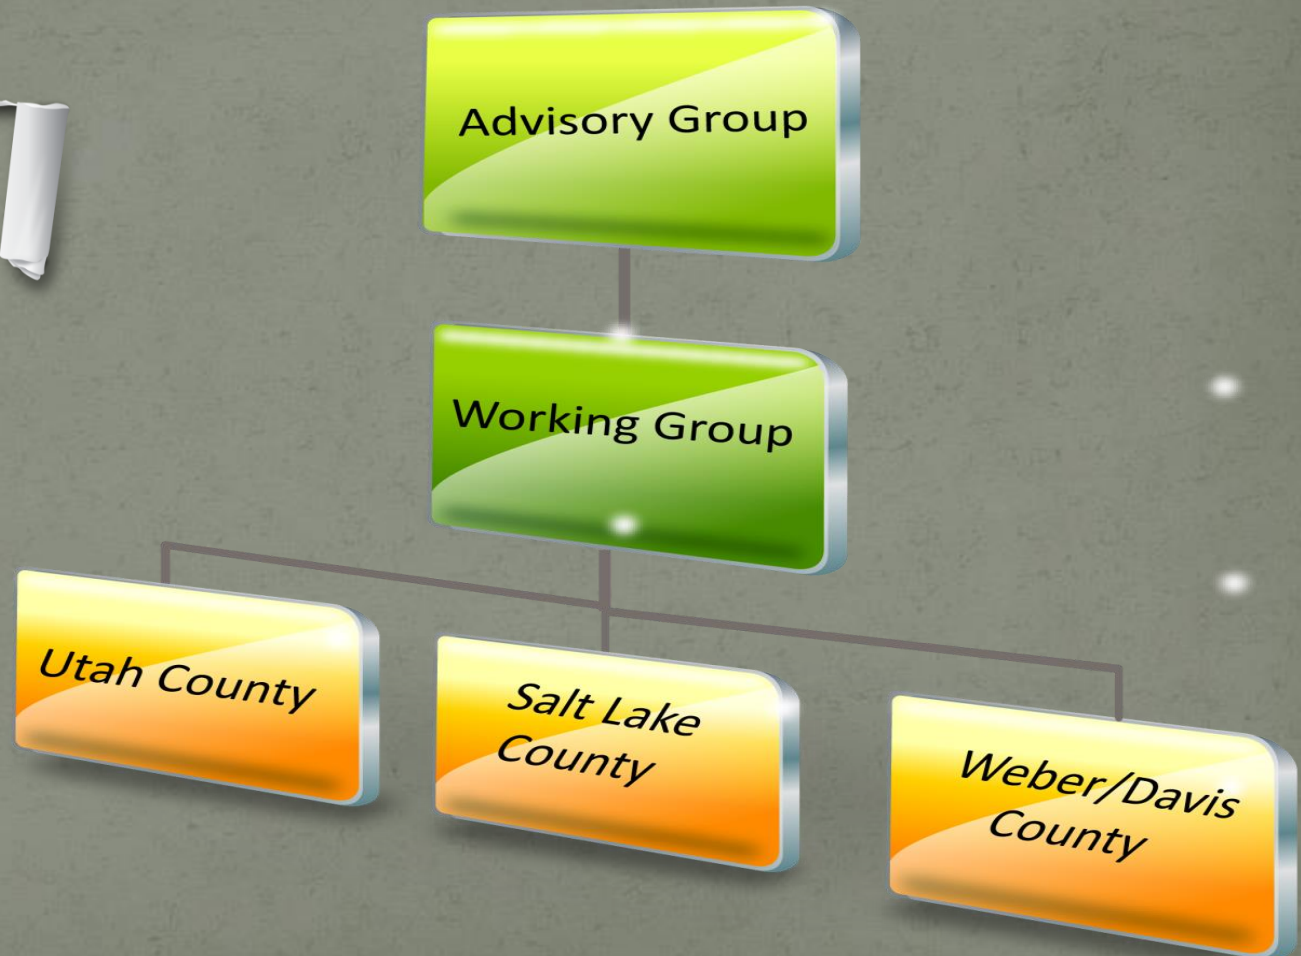 Advisory Group
Working Group
Utah County
Salt Lake
County
Weber/Davis
County